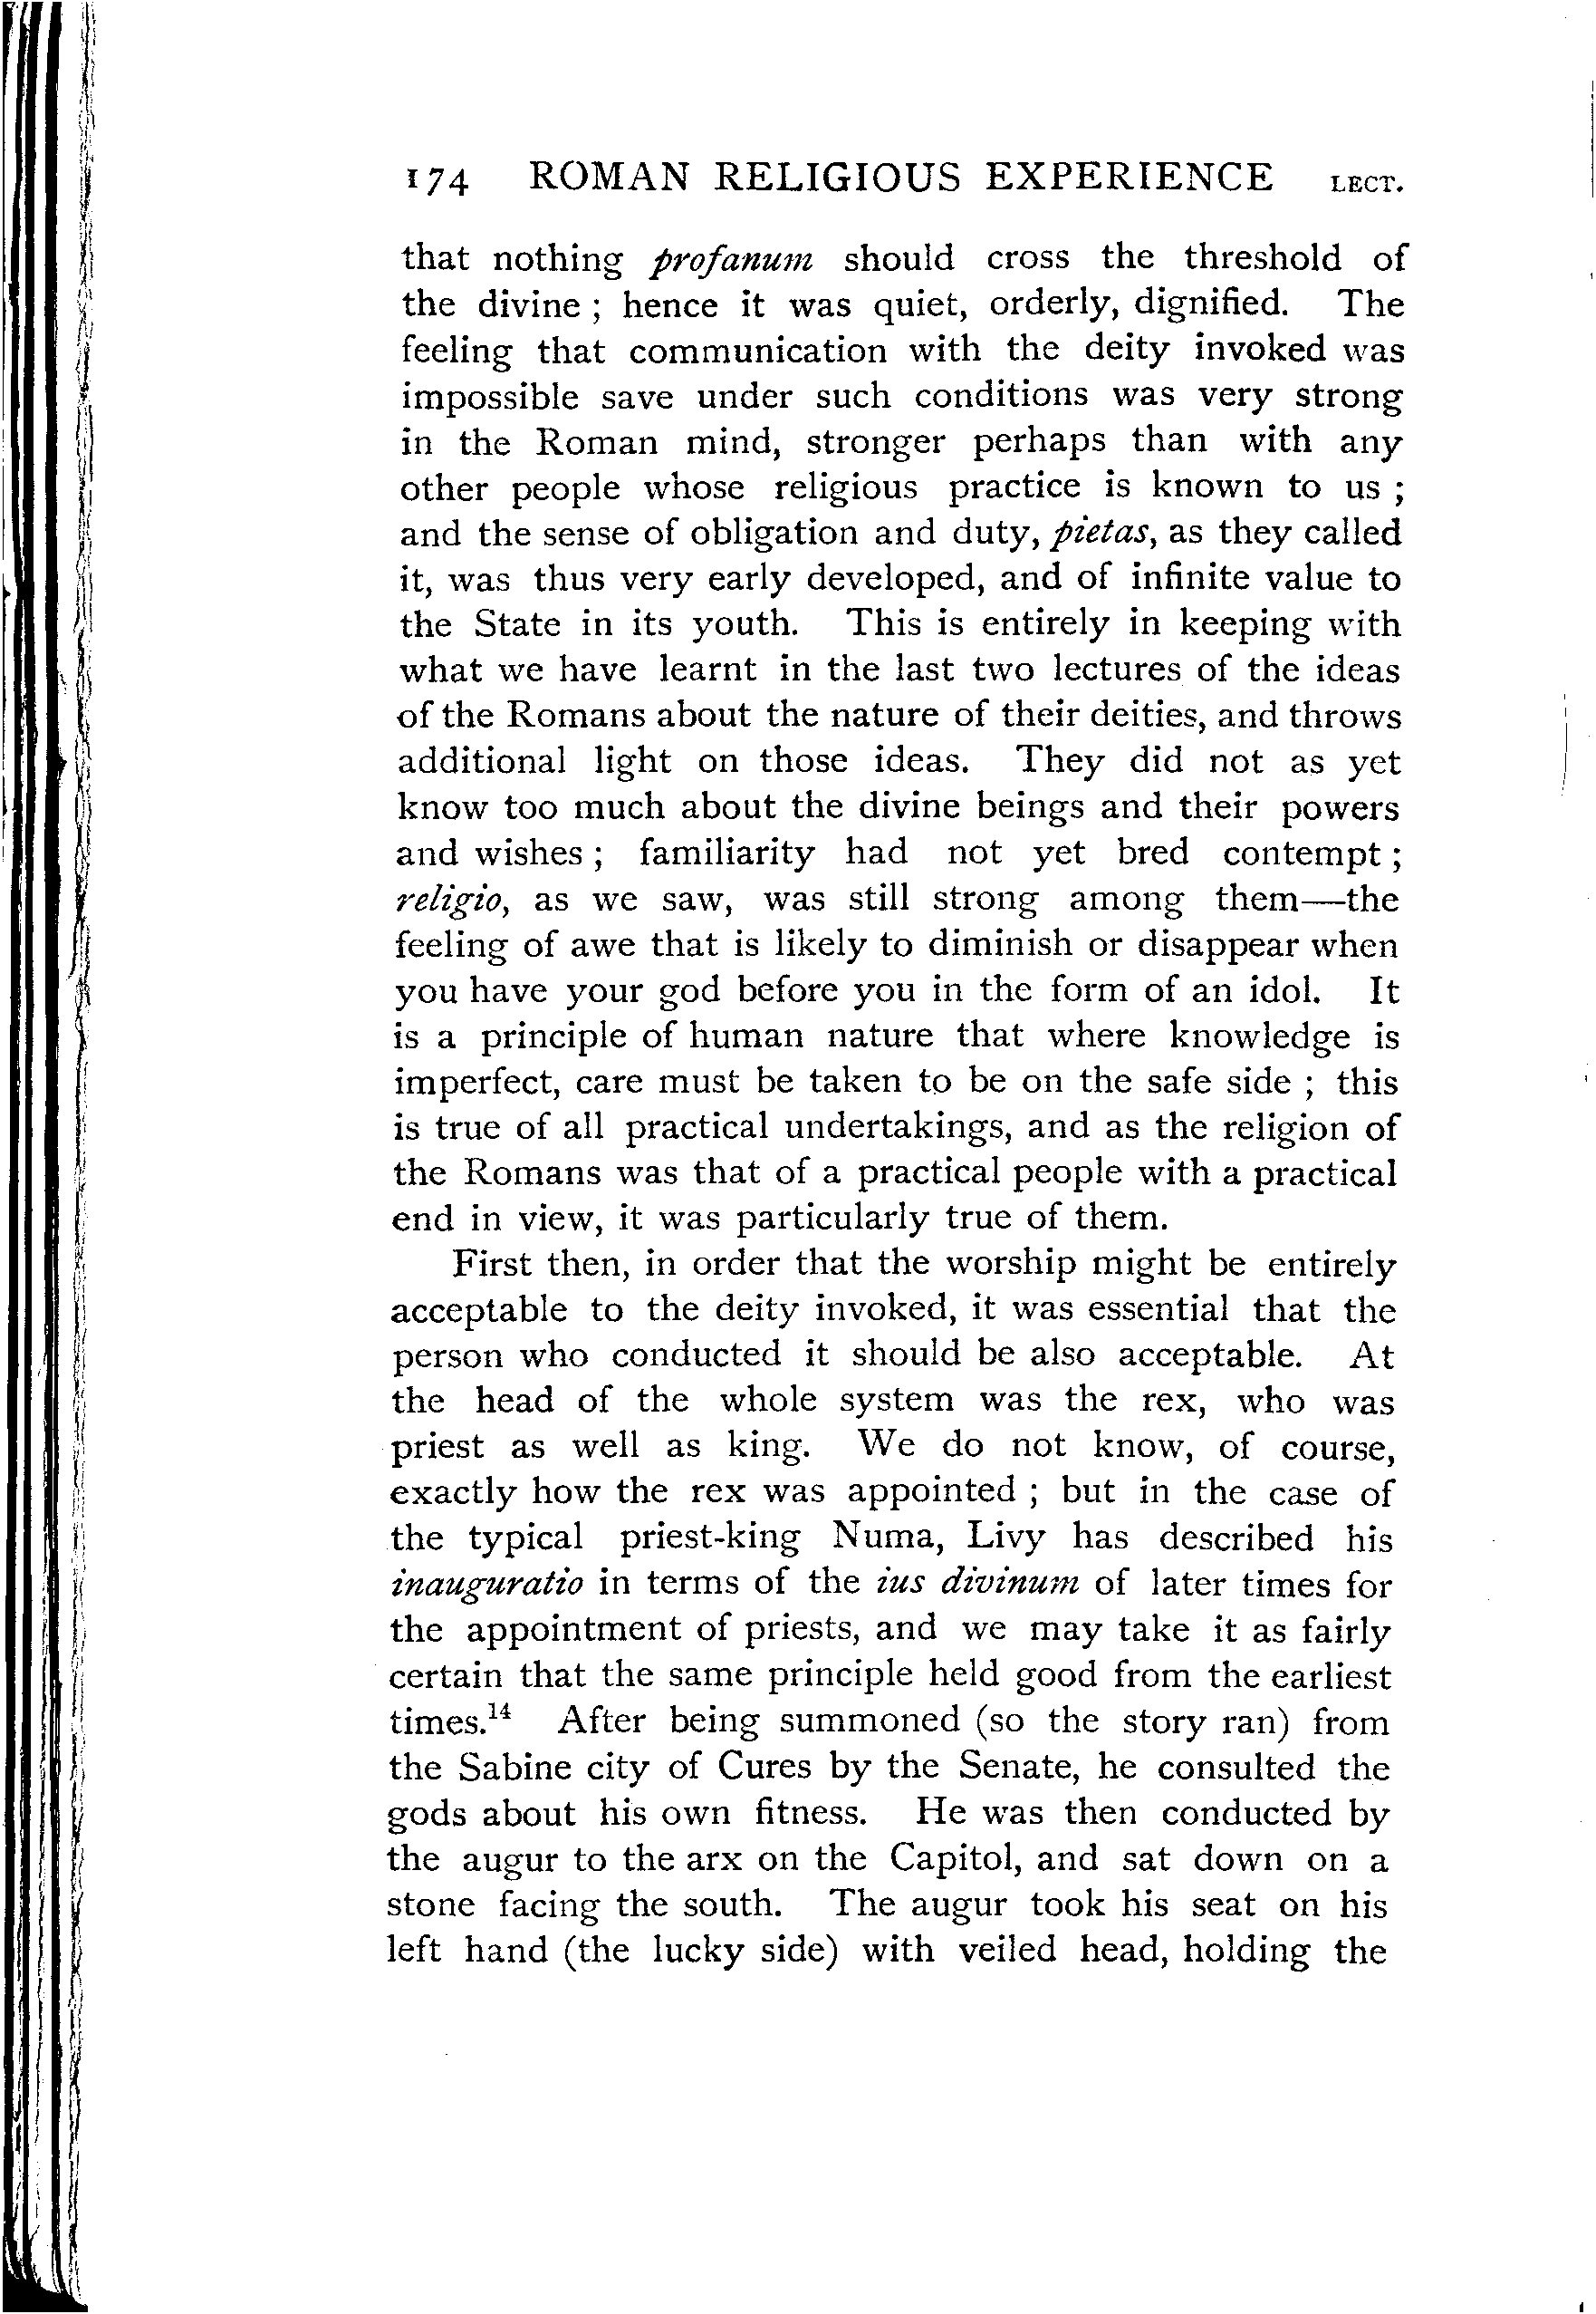 174 ROMAN RELIGIOUS EXPERIENCE LECT.
that nothing profanum should cross the threshold of
the divine ; hence it was quiet, orderly, dignified. The
feeling that communication with the deity invoked was
impossible save under such conditions was very strong
in the Roman mind, stronger perhaps than with any
other people whose religious practice is known to us ;
and the sense of obligation and duty, pietas, as they called
it, was thus very early developed, and of infinite value to
the State in its youth. This is entirely in keeping with
what we have learnt in the last two lectures of the ideas
of the Romans about the nature of their deities, and throws
additional light on those ideas. They did not as yet
know too much about the divine beings and their powers
and wishes ; familiarity had not yet bred contempt ;
religio, as we saw, was still strong among them—the
feeling of awe that is likely to diminish or disappear when
you have your god before you in the form of an idol. It
is a principle of human nature that where knowledge is
imperfect, care must be taken to be on the safe side ; this
is true of all practical undertakings, and as the religion of
the Romans was that of a practical people with a practical
end in view, it was particularly true of them.
First then, in order that the worship might be entirely
acceptable to the deity invoked, it was essential that the
person who conducted it should be also acceptable. At
the head of the whole system was the rex, who was
priest as well as king. We do not know, of course,
exactly how the rex was appointed ; but in the case of
the typical priest-king Numa, Livy has described his
inauguratio in terms of the ius divinum of later times for
the appointment of priests, and we may take it as fairly
certain that the same principle held good from the earliest
times.¹⁴ After being summoned (so the story ran) from
the Sabine city of Cures by the Senate, he consulted the
gods about his own fitness. He was then conducted by
the augur to the arx on the Capitol, and sat down on a
stone facing the south. The augur took his seat on his
left hand (the lucky side) with veiled head, holding the